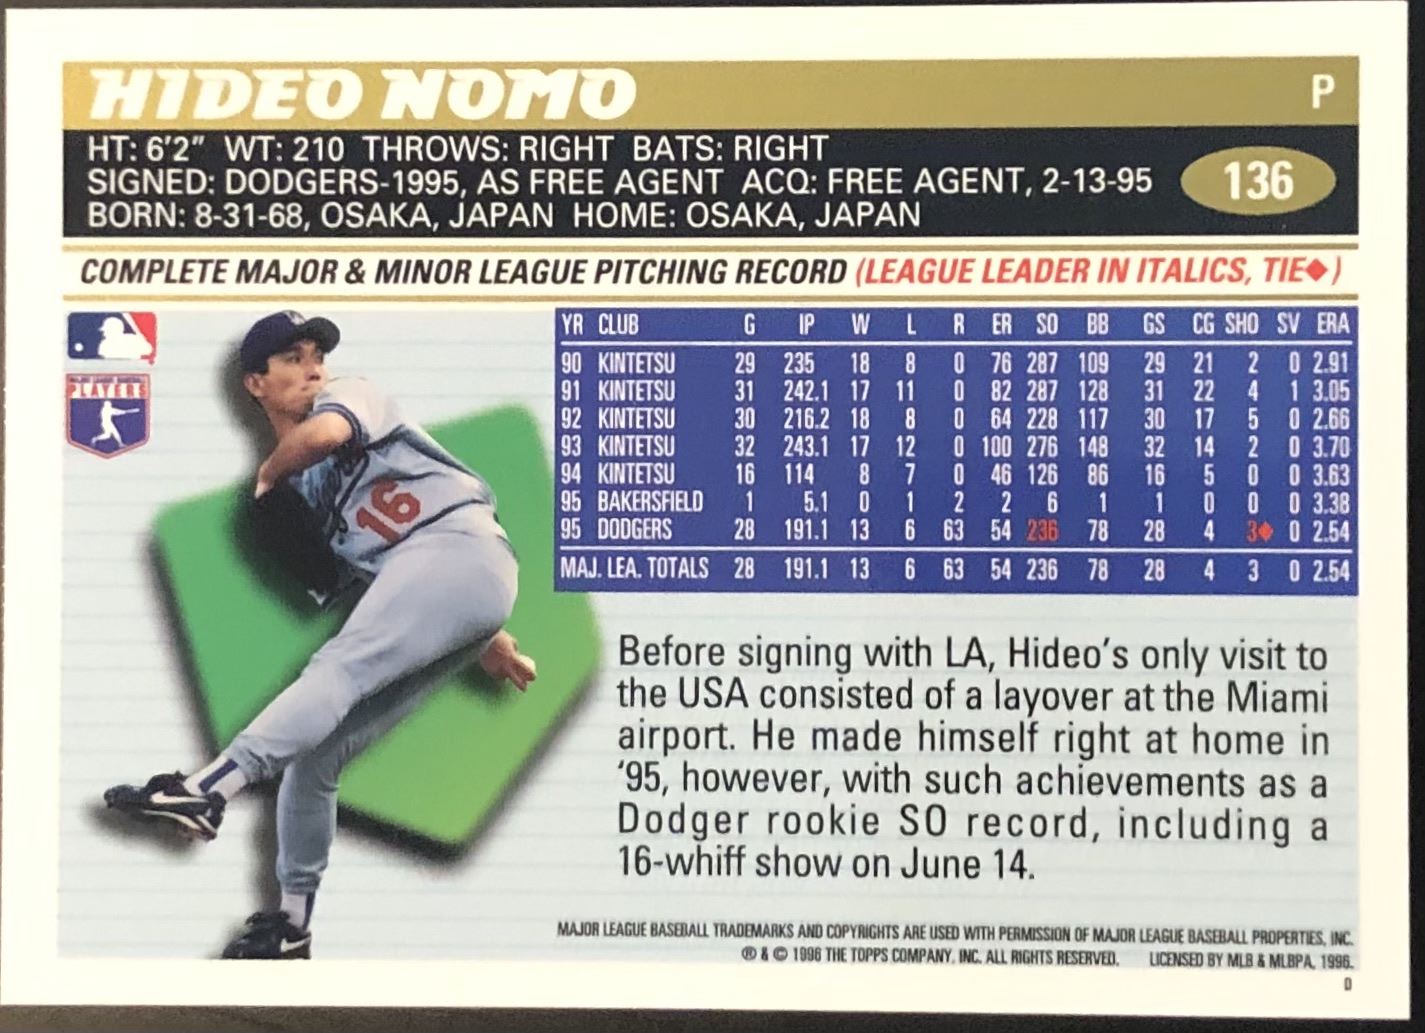 HIDEO NOMO P
HT: 6'2" WT: 210 THROWS: RIGHT BATS: RIGHT
SIGNED: DODGERS-1995, AS FREE AGENT ACQ: FREE AGENT, 2-13-95
136
BORN: 8-31-68, OSAKA, JAPAN HOME: OSAKA, JAPAN
COMPLETE MAJOR & MINOR LEAGUE PITCHING RECORD (LEAGUE LEADER IN ITALICS, TIE◆)
PLAYERS
16
YR CLUB G IP W L R ER SO BB GS CG SHO SV ERA
90 KINTETSU 29 235 18 8 0 76 287 109 29 21 2 0 2.91
91 KINTETSU 31 242.1 17 11 0 82 287 128 31 22 4 1 3.05
92 KINTETSU 30 216.2 18 8 0 64 228 117 30 17 5 0 2.66
93 KINTETSU 32 243.1 17 12 0 100 276 148 32 14 2 0 3.70
94 KINTETSU 16 114 8 7 0 46 126 86 16 5 0 0 3.63
95 BAKERSFIELD 1 5.1 0 1 2 2 6 1 1 0 0 0 3.38
95 DODGERS 28 191.1 13 6 63 54 236 78 28 4 3◆ 0 2.54
MAJ. LEA. TOTALS 28 191.1 13 6 63 54 236 78 28 4 3 0 2.54
Before signing with LA, Hideo's only visit to
the USA consisted of a layover at the Miami
airport. He made himself right at home in
'95, however, with such achievements as a
Dodger rookie SO record, including a
16-whiff show on June 14.
MAJOR LEAGUE BASEBALL TRADEMARKS AND COPYRIGHTS ARE USED WITH PERMISSION OF MAJOR LEAGUE BASEBALL PROPERTIES, INC.
® & © 1996 THE TOPPS COMPANY, INC. ALL RIGHTS RESERVED. LICENSED BY MLB & MLBPA, 1996.
D